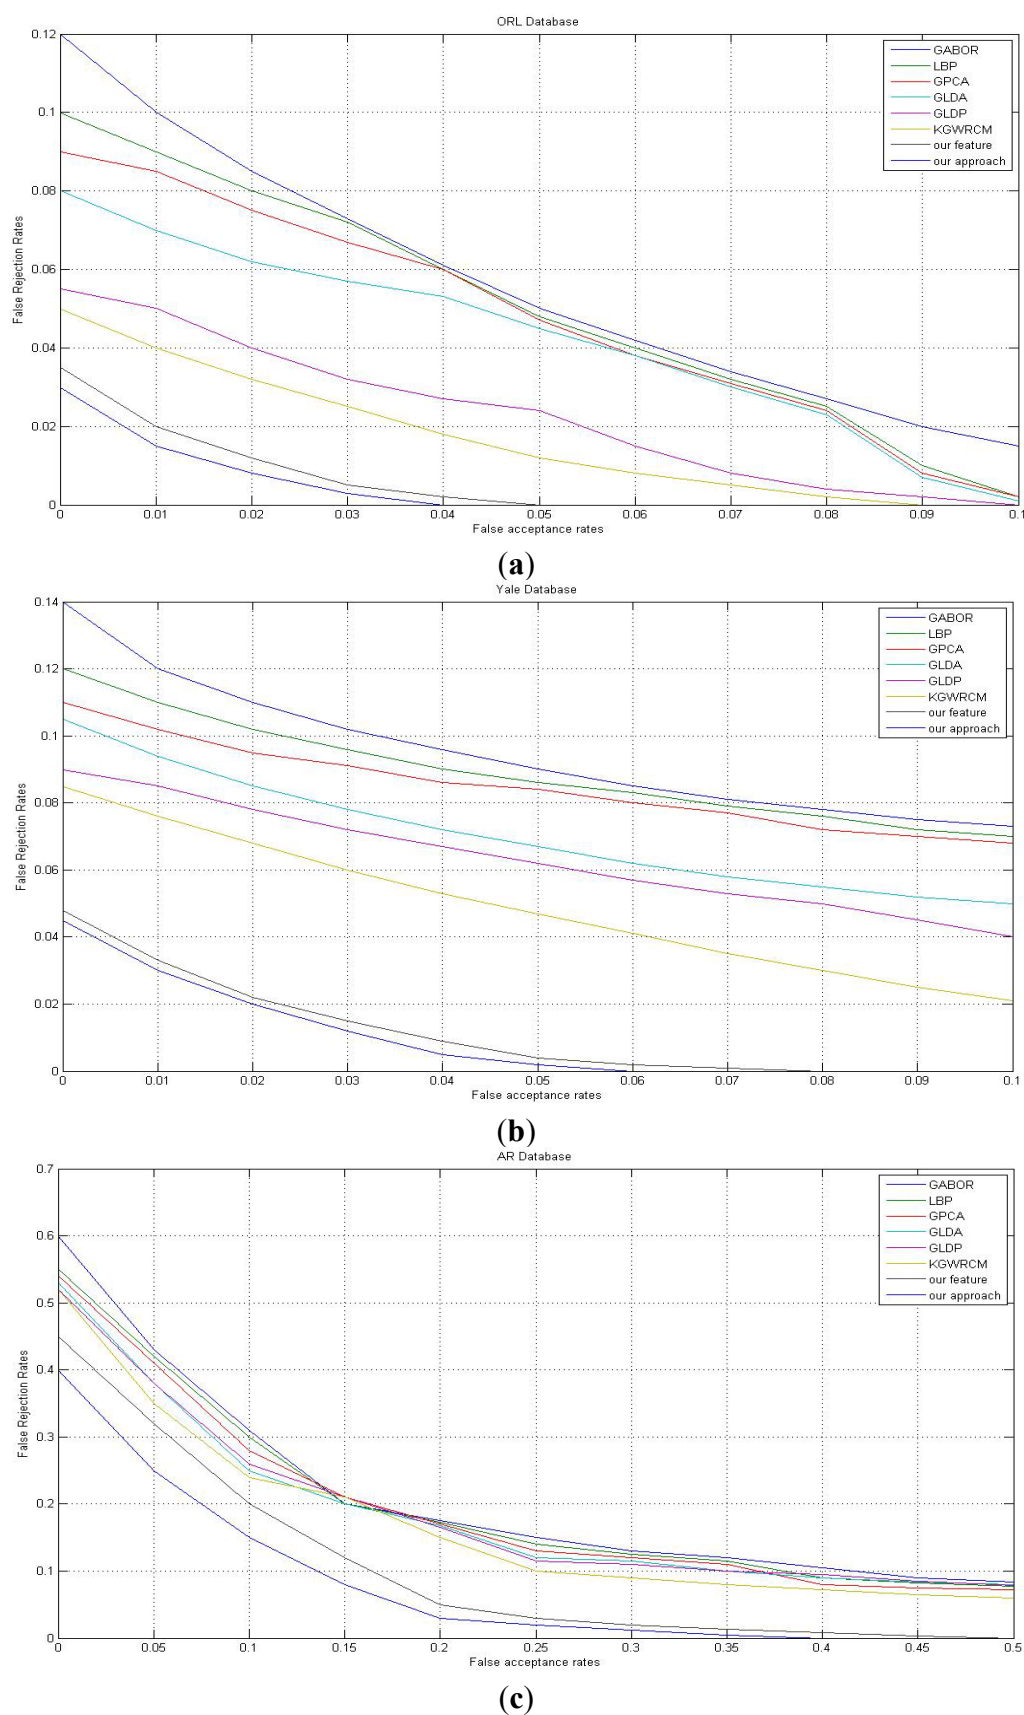 ORL Database
0.12
0.1
0.08
0.06
0.04
0.02
0
False Rejection Rates
GABOR
LBP
GPCA
GLDA
GLDP
KGWRCM
our feature
our approach
0 0.01 0.02 0.03 0.04 0.05 0.06 0.07 0.08 0.09 0.1
False acceptance rates
(a)
Yale Database
0.14
0.12
0.1
0.08
0.06
0.04
0.02
0
False Rejection Rates
GABOR
LBP
GPCA
GLDA
GLDP
KGWRCM
our feature
our approach
0 0.01 0.02 0.03 0.04 0.05 0.06 0.07 0.08 0.09 0.1
False acceptance rates
(b)
AR Database
0.7
0.6
0.5
0.4
0.3
0.2
0.1
0
False Rejection Rates
GABOR
LBP
GPCA
GLDA
GLDP
KGWRCM
our feature
our approach
0 0.05 0.1 0.15 0.2 0.25 0.3 0.35 0.4 0.45 0.5
False acceptance rates
(c)